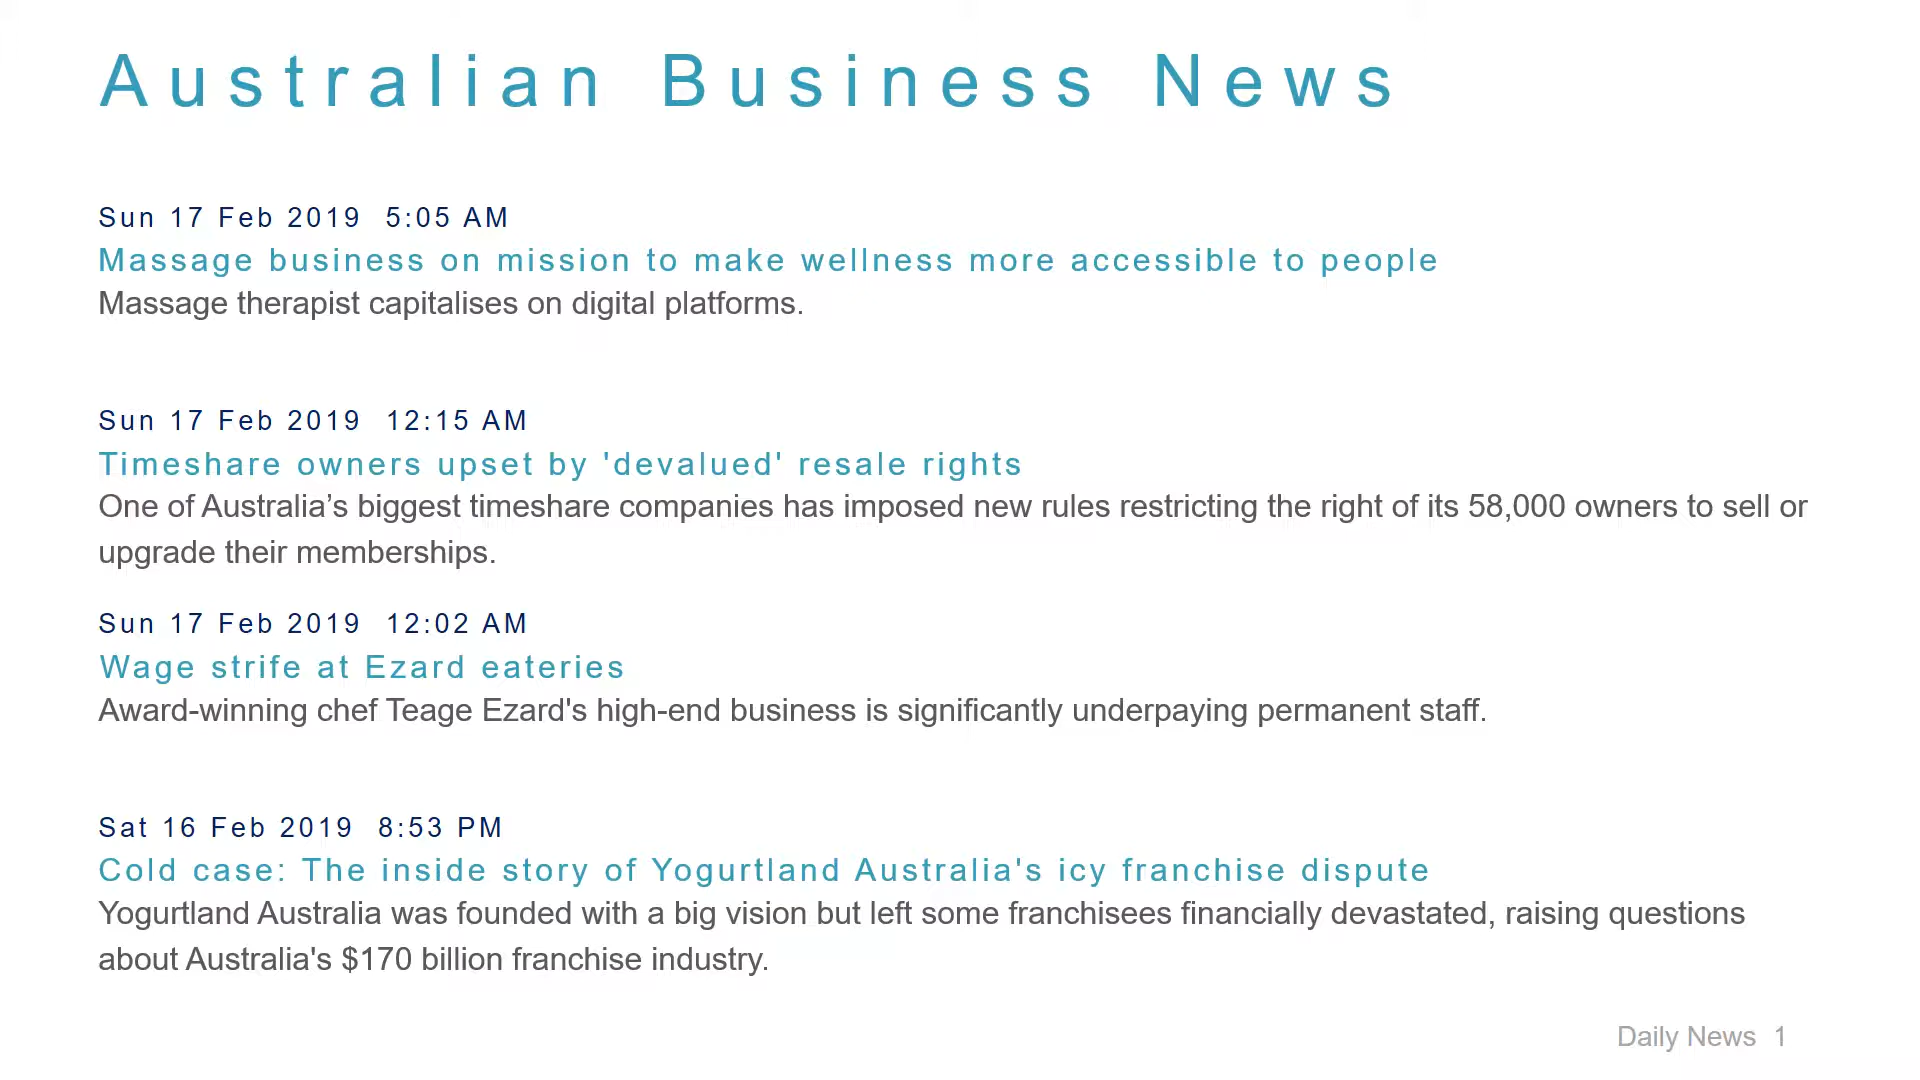 Australian Business News
Sun 17 Feb 2019  5:05 AM
Massage business on mission to make wellness more accessible to people
Massage therapist capitalises on digital platforms.
Sun 17 Feb 2019  12:15 AM
Timeshare owners upset by 'devalued' resale rights
One of Australia’s biggest timeshare companies has imposed new rules restricting the right of its 58,000 owners to sell or
upgrade their memberships.
Sun 17 Feb 2019  12:02 AM
Wage strife at Ezard eateries
Award-winning chef Teage Ezard's high-end business is significantly underpaying permanent staff.
Sat 16 Feb 2019  8:53 PM
Cold case: The inside story of Yogurtland Australia's icy franchise dispute
Yogurtland Australia was founded with a big vision but left some franchisees financially devastated, raising questions
about Australia's $170 billion franchise industry.
Daily News  1